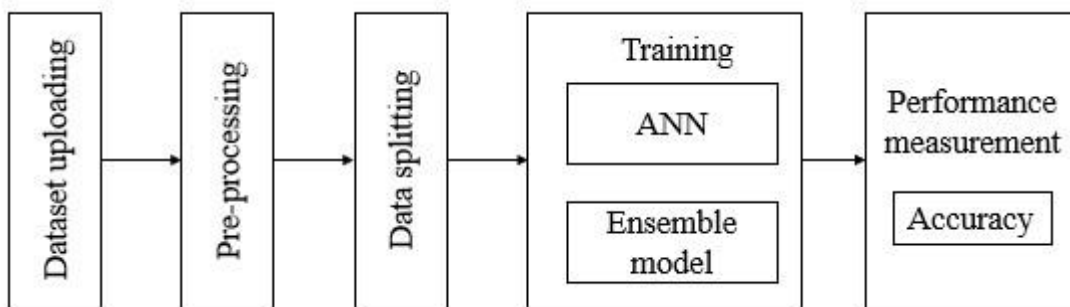 Dataset uploading
Pre-processing
Data splitting
Training
ANN
Ensemble
model
Performance
measurement
Accuracy